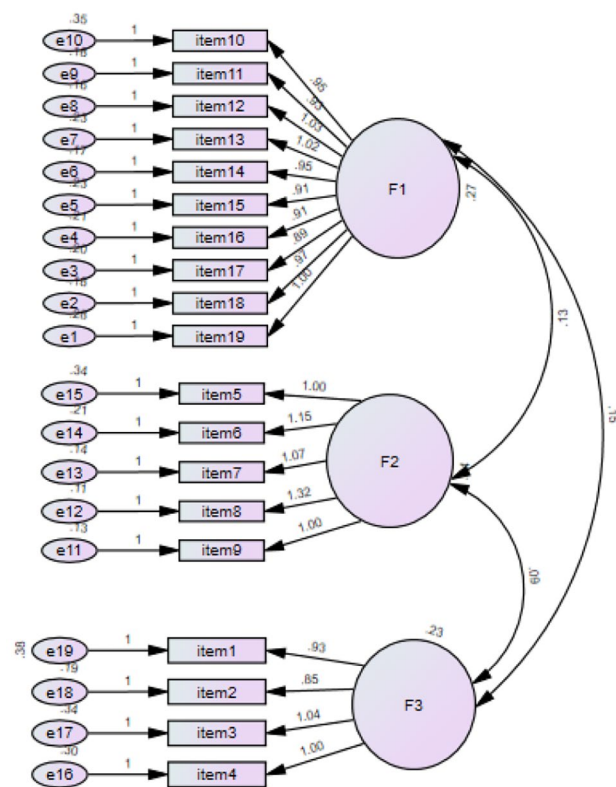 .35
e10 1 item10 .95
e9 1 item11 .93
.16
e8 1 item12 1.03
.23
e7 1 item13 1.02
.17
e6 1 item14 .95
.23
e5 1 item15 .91
.21
e4 1 item16 .91
.20
e3 1 item17 .89
e2 1 item18 .97
e1 1 item19 1.00
F1
.27
.13
.34
e15 1 item5 1.00
.21
e14 1 item6 1.15
.14
e13 1 item7 1.07
.11
e12 1 item8 1.32
.13
e11 1 item9 1.00
F2
.09
.38
e19 1 item1 .93
.19
e18 1 item2 .85
.34
e17 1 item3 1.04
.30
e16 1 item4 1.00
F3
.23